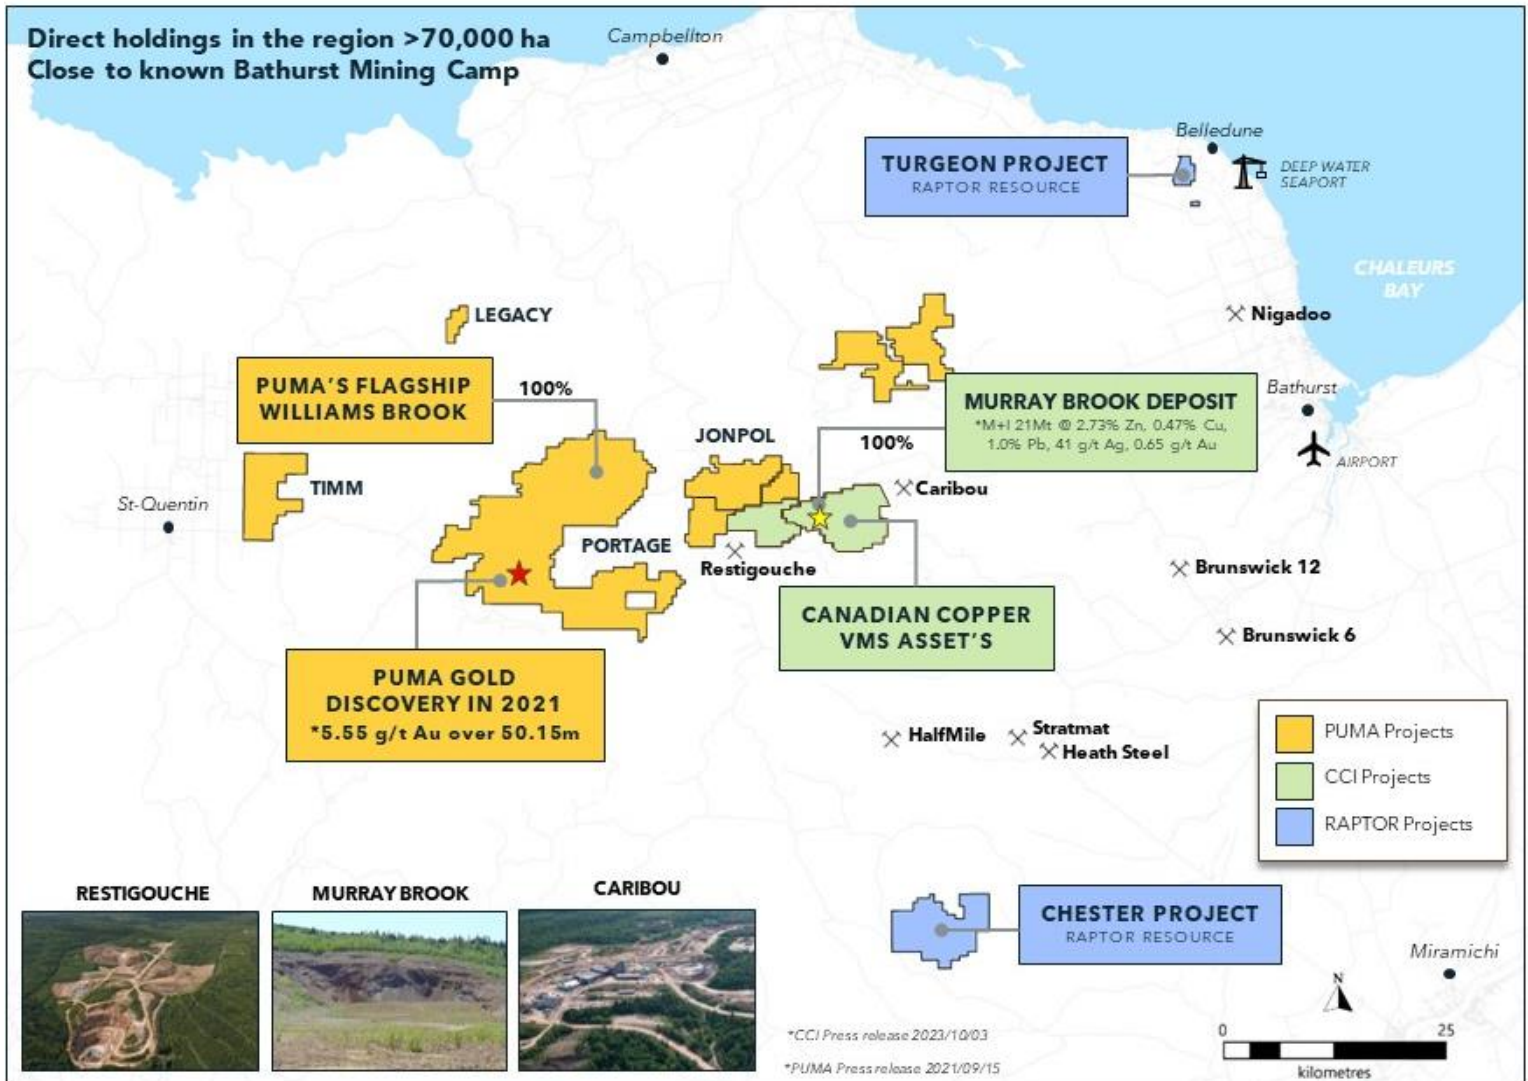 Direct holdings in the region >70,000 ha
Close to known Bathurst Mining Camp
Campbellton
Belledune
TURGEON PROJECT
RAPTOR RESOURCE
DEEP WATER
SEAPORT
CHALEURS
BAY
LEGACY
Nigadoo
PUMA'S FLAGSHIP
WILLIAMS BROOK
100%
Bathurst
MURRAY BROOK DEPOSIT
*M+I 21Mt @ 2.73% Zn, 0.47% Cu,
1.0% Pb, 41 g/t Ag, 0.65 g/t Au
JONPOL
100%
AIRPORT
TIMM
Caribou
St-Quentin
PORTAGE
Restigouche
Brunswick 12
CANADIAN COPPER
VMS ASSET'S
Brunswick 6
PUMA GOLD
DISCOVERY IN 2021
*5.55 g/t Au over 50.15m
HalfMile
Stratmat
Heath Steel
PUMA Projects
CCI Projects
RAPTOR Projects
RESTIGOUCHE
MURRAY BROOK
CARIBOU
CHESTER PROJECT
RAPTOR RESOURCE
Miramichi
N
*CCI Press release 2023/10/03
0 25
*PUMA Press release 2021/09/15
kilometres